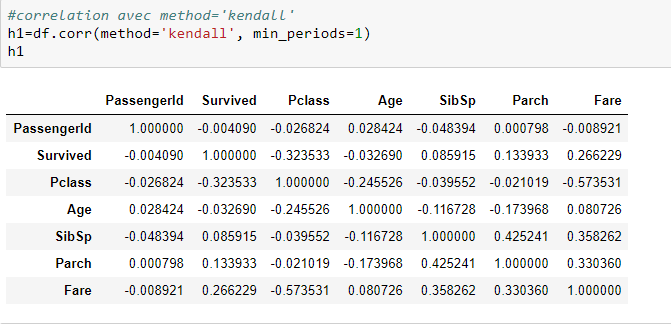 #correlation avec method='kendall'
h1=df.corr(method='kendall', min_periods=1)
h1
PassengerId Survived Pclass Age SibSp Parch Fare
PassengerId 1.000000 -0.004090 -0.026824 0.028424 -0.048394 0.000798 -0.008921
Survived -0.004090 1.000000 -0.323533 -0.032690 0.085915 0.133933 0.266229
Pclass -0.026824 -0.323533 1.000000 -0.245526 -0.039552 -0.021019 -0.573531
Age 0.028424 -0.032690 -0.245526 1.000000 -0.116728 -0.173968 0.080726
SibSp -0.048394 0.085915 -0.039552 -0.116728 1.000000 0.425241 0.358262
Parch 0.000798 0.133933 -0.021019 -0.173968 0.425241 1.000000 0.330360
Fare -0.008921 0.266229 -0.573531 0.080726 0.358262 0.330360 1.000000